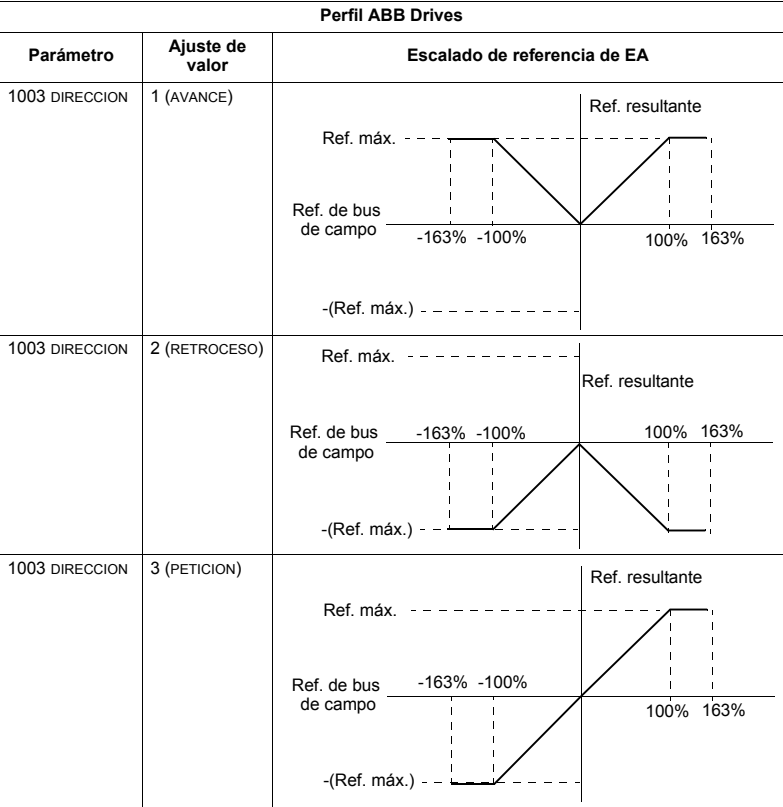 Perfil ABB Drives
Parámetro
Ajuste de
valor
Escalado de referencia de EA
1003 DIRECCION
1 (AVANCE)
Ref. resultante
Ref. máx.
Ref. de bus
de campo
-163% -100%
100% 163%
-(Ref. máx.)
1003 DIRECCION
2 (RETROCESO)
Ref. máx.
Ref. resultante
Ref. de bus
de campo
-163% -100%
100% 163%
-(Ref. máx.)
1003 DIRECCION
3 (PETICION)
Ref. resultante
Ref. máx.
Ref. de bus
de campo
-163% -100%
100% 163%
-(Ref. máx.)